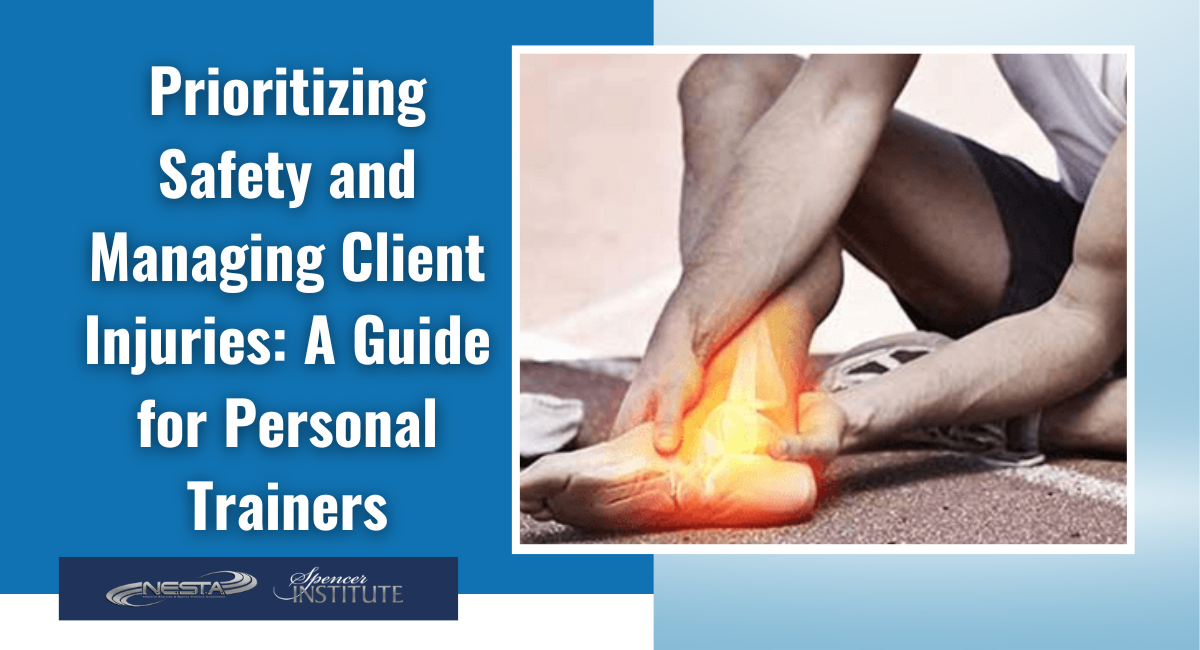 Prioritizing
Safety and
Managing Client
Injuries: A Guide
for Personal
Trainers
NESTA
Spencer
INSTITUTE